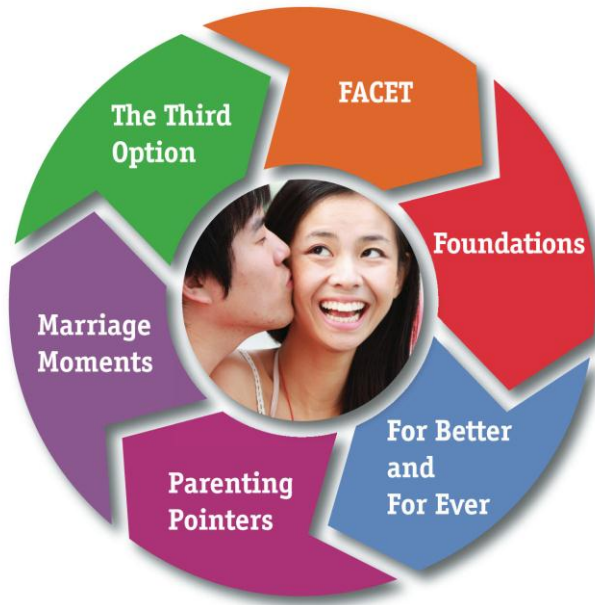 FACET
Foundations
For Better
and
For Ever
Parenting
Pointers
Marriage
Moments
The Third
Option